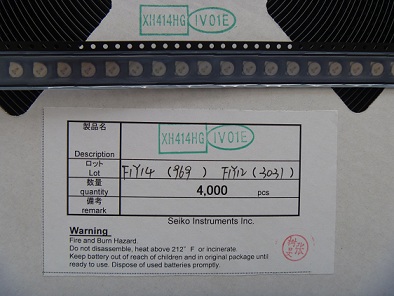 XH414HG IV01E
製品名
Description
XH414HG IV01E
ロット
Lot
F1Y14 (969) F1Y12 (3031)
数量
quantity
4,000 pcs
備考
remark
Seiko Instruments Inc.
Warning
Fire and Burn Hazard.
Do not disassemble, heat above 212° F or incinerate.
Keep battery out of reach of children and in original package until
ready to use. Dispose of used batteries promptly.